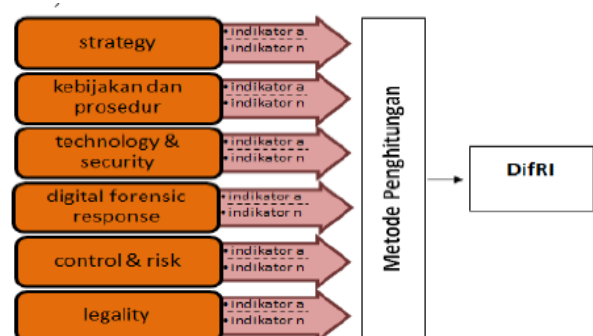 strategy
• indikator a
• indikator n
kebijakan dan
prosedur
• indikator a
• indikator n
technology &
security
• indikator a
• indikator n
digital forensic
response
• indikator a
• indikator n
control & risk
• indikator a
• indikator n
legality
• indikator a
• indikator n
Metode Penghitungan
DifRI